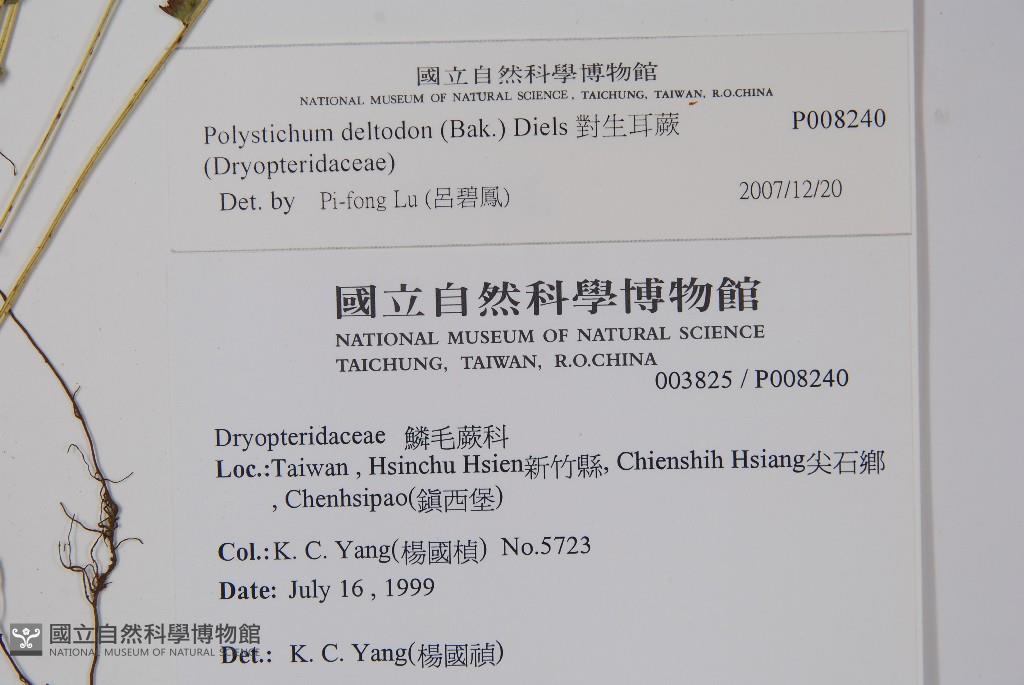 國立自然科學博物館
NATIONAL MUSEUM OF NATURAL SCIENCE, TAICHUNG, TAIWAN, R.O.CHINA
Polystichum deltodon (Bak.) Diels 對生耳蕨 P008240
(Dryopteridaceae)
Det. by Pi-fong Lu (呂碧鳳) 2007/12/20
國立自然科學博物館
NATIONAL MUSEUM OF NATURAL SCIENCE
TAICHUNG, TAIWAN, R.O.CHINA
003825 / P008240
Dryopteridaceae 鱗毛蕨科
Loc.:Taiwan , Hsinchu Hsien新竹縣, Chienshih Hsiang尖石鄉
, Chenhsipao(鎮西堡)
Col.:K. C. Yang(楊國楨) No.5723
Date: July 16 , 1999
Det.: K. C. Yang(楊國禎)
國立自然科學博物館
NATIONAL MUSEUM OF NATURAL SCIENCE